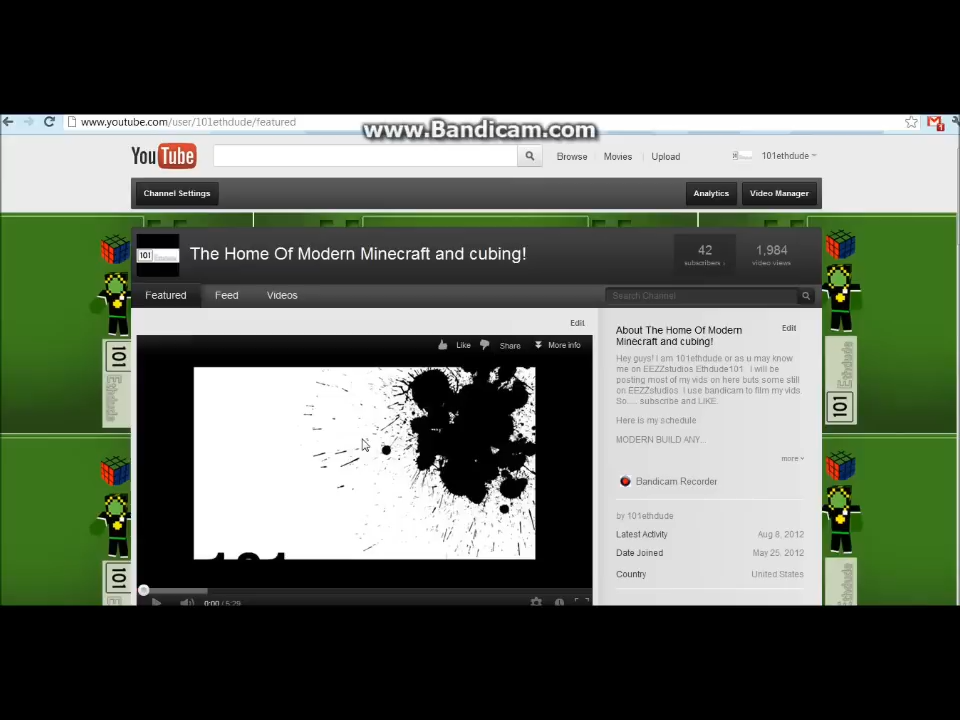 www.youtube.com/user/101ethdude/featured
www.Bandicam.com
1
YouTube
Browse
Movies
Upload
101ethdude
Channel Settings
Analytics
Video Manager
101
The Home Of Modern Minecraft and cubing!
42
subscribers
1,984
video views
Featured
Feed
Videos
Search Channel
Edit
Like
Share
More info
About The Home Of Modern
Minecraft and cubing!
Edit
Hey guys! I am 101ethdude or as u may know
me on EEZZstudios Ethdude101 I will be
posting most of my vids on here buts some still
on EEZZstudios. I use bandicam to film my vids
So..... subscribe and LIKE.
Here is my schedule
MODERN BUILD ANY...
more
Bandicam Recorder
by 101ethdude
Latest Activity
Aug 8, 2012
Date Joined
May 25, 2012
Country
United States
0:00 / 5:29
101
Ethdude
101
Ethdude
101
101